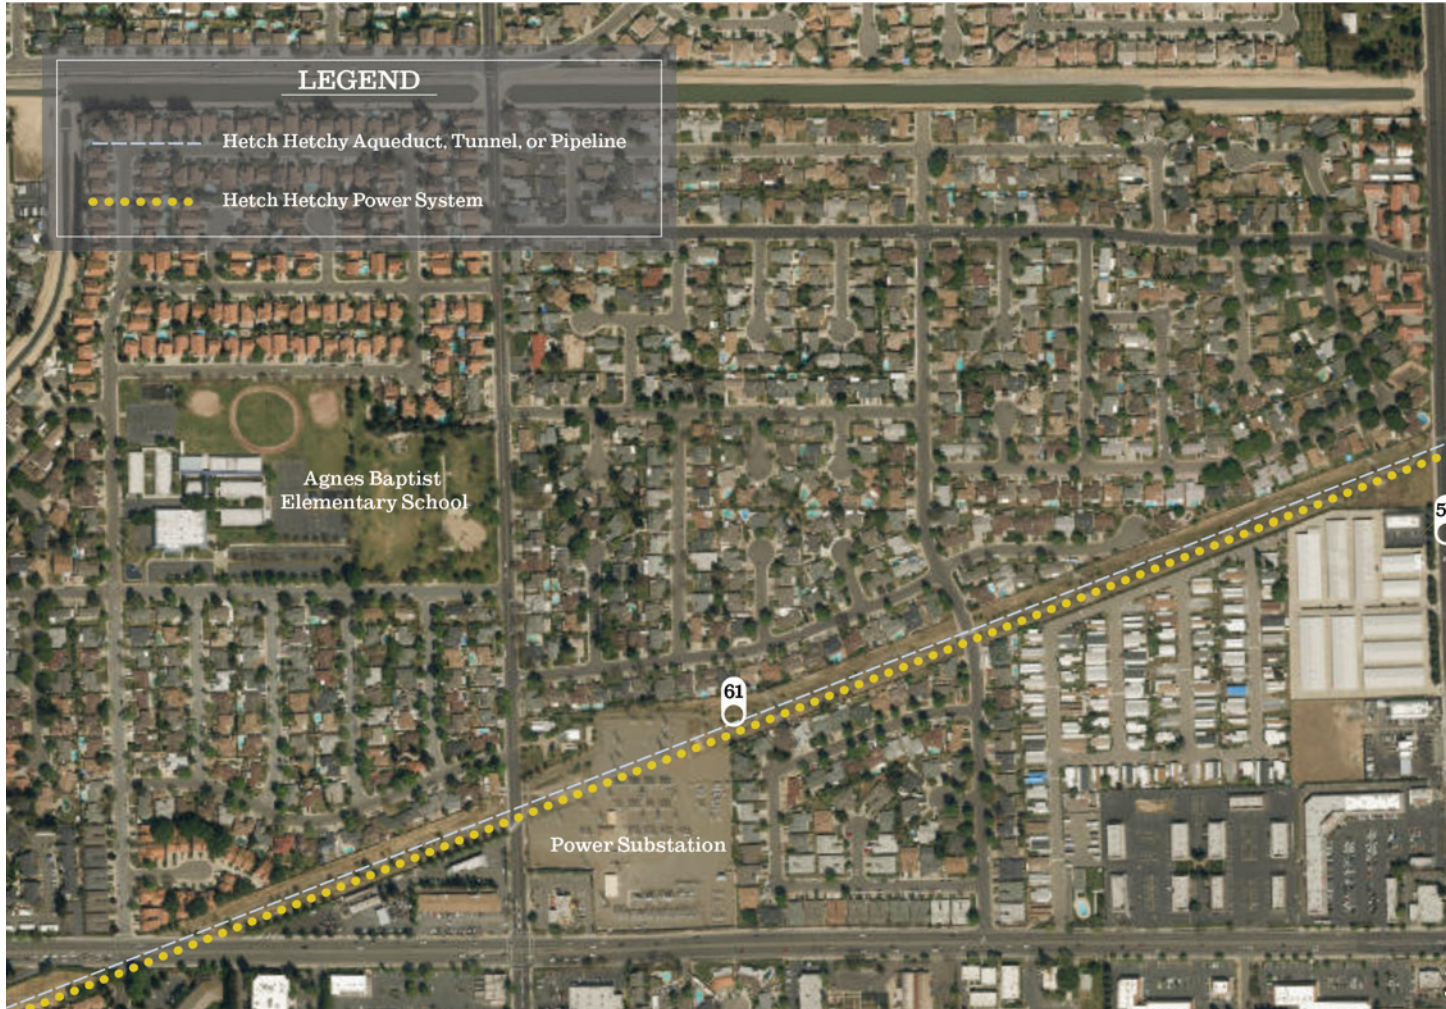 LEGEND
Hetch Hetchy Aqueduct, Tunnel, or Pipeline
Hetch Hetchy Power System
Agnes Baptist
Elementary School
61
Power Substation